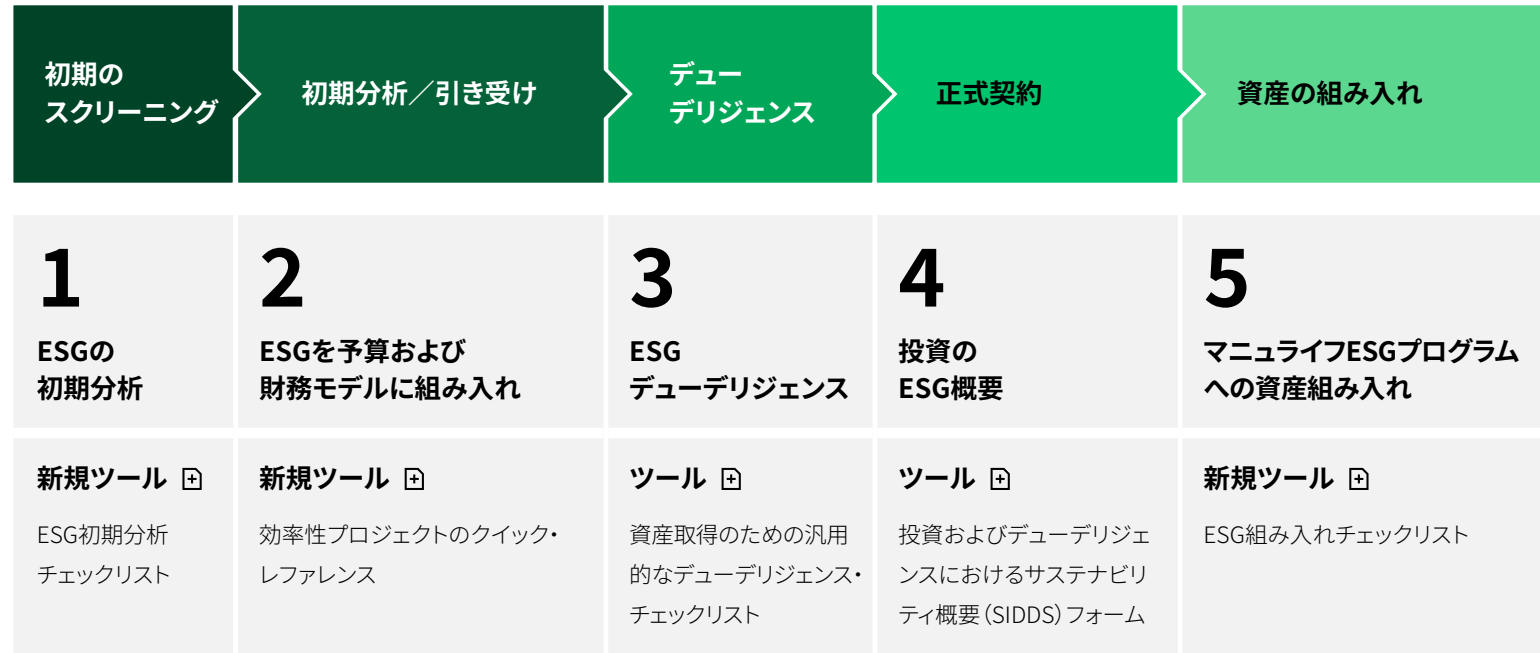 初期の
スクリーニング
初期分析／引き受け
デュー
デリジェンス
正式契約
資産の組み入れ
1
ESGの
初期分析
2
ESGを予算および
財務モデルに組み入れ
3
ESG
デューデリジェンス
4
投資の
ESG概要
5
マニュライフESGプログラム
への資産組み入れ
新規ツール
ESG初期分析
チェックリスト
新規ツール
効率性プロジェクトのクイック・
レファレンス
ツール
資産取得のための汎用
的なデューデリジェンス・
チェックリスト
ツール
投資およびデューデリジェ
ンスにおけるサステナビリ
ティ概要（SIDDS）フォーム
新規ツール
ESG組み入れチェックリスト